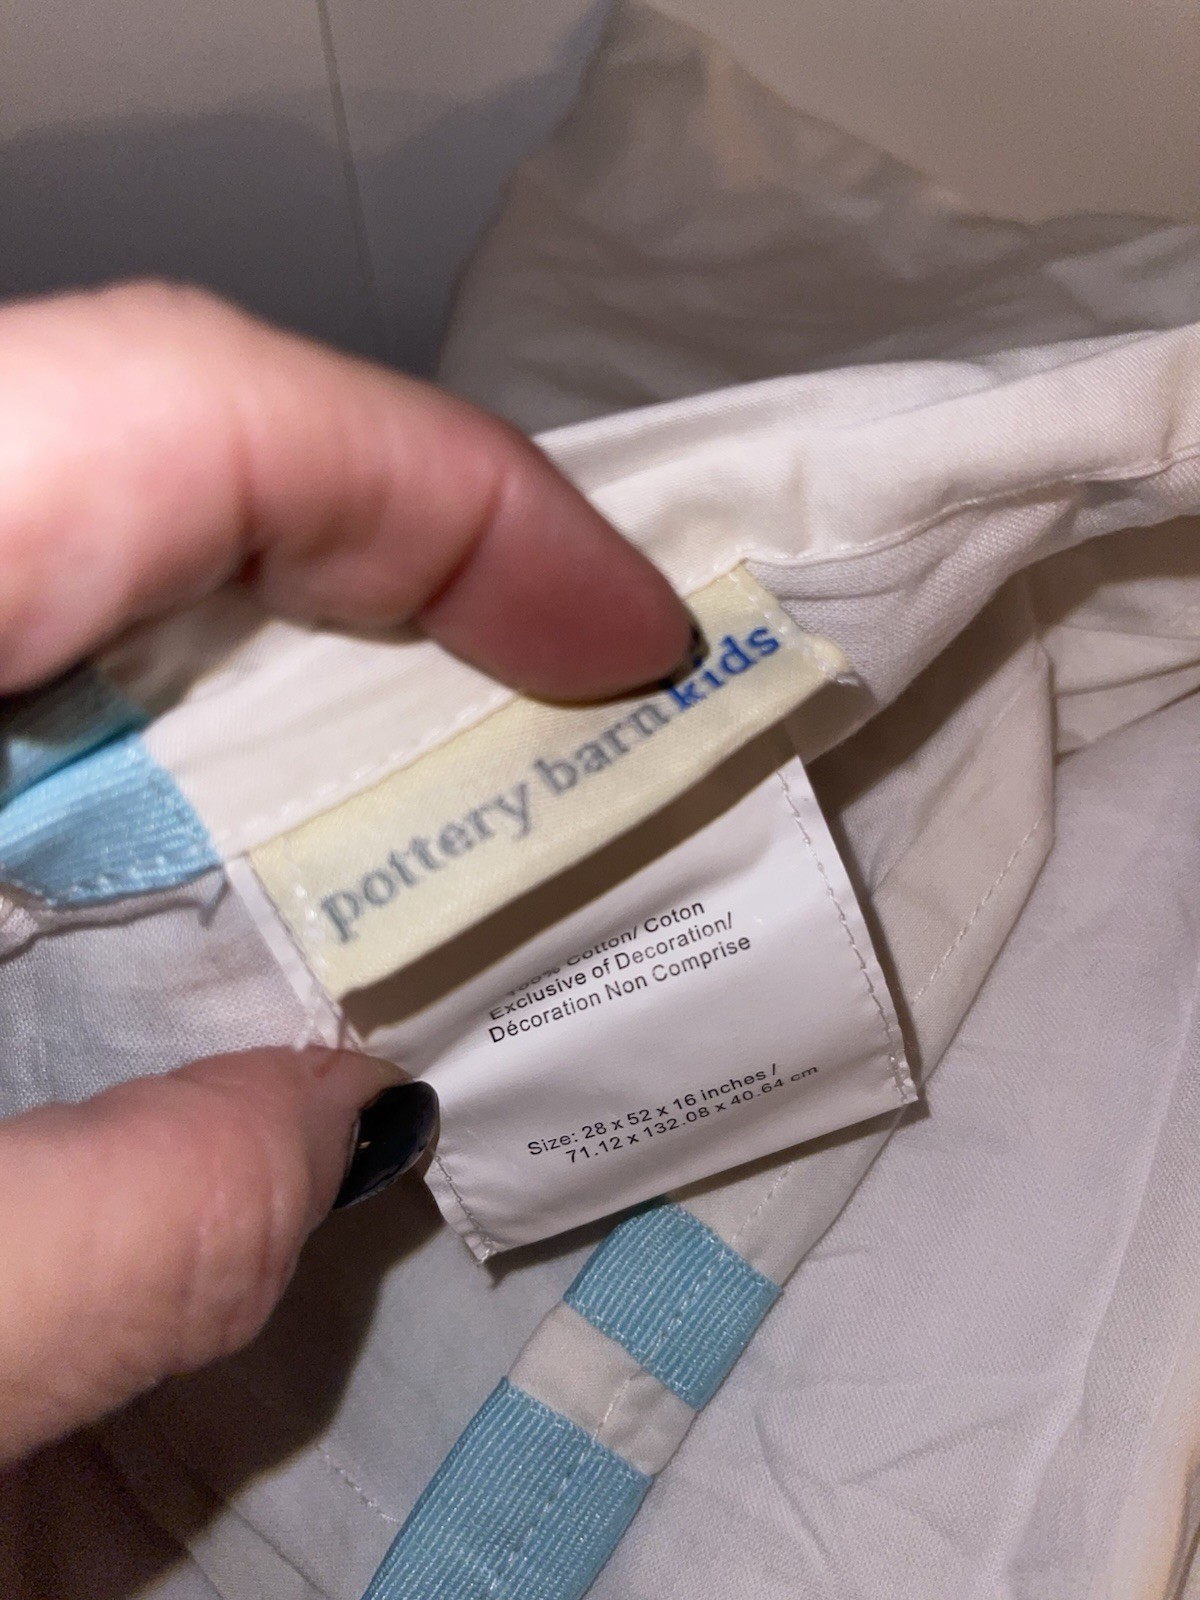 pottery barn kids
100% Cotton/ Coton
Exclusive of Decoration/
Décoration Non Comprise
Size: 28 x 52 x 16 inches /
71.12 x 132.08 x 40.64 cm